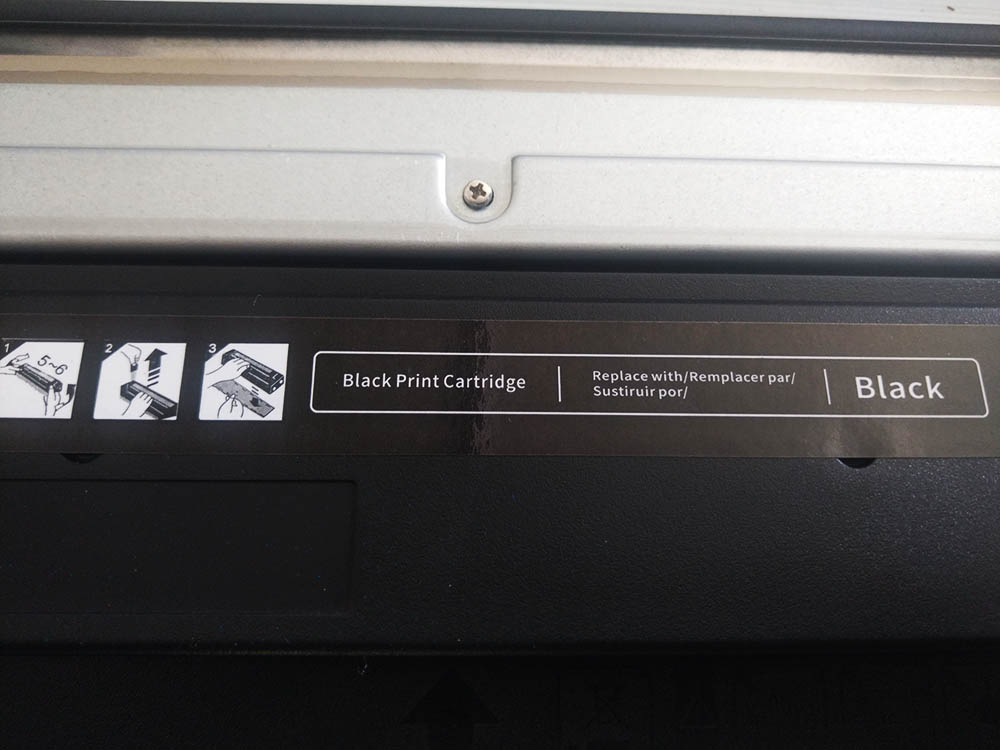 1
5~6
2
3
Black Print Cartridge
Replace with/Remplacer par/
Sustiruir por/
Black